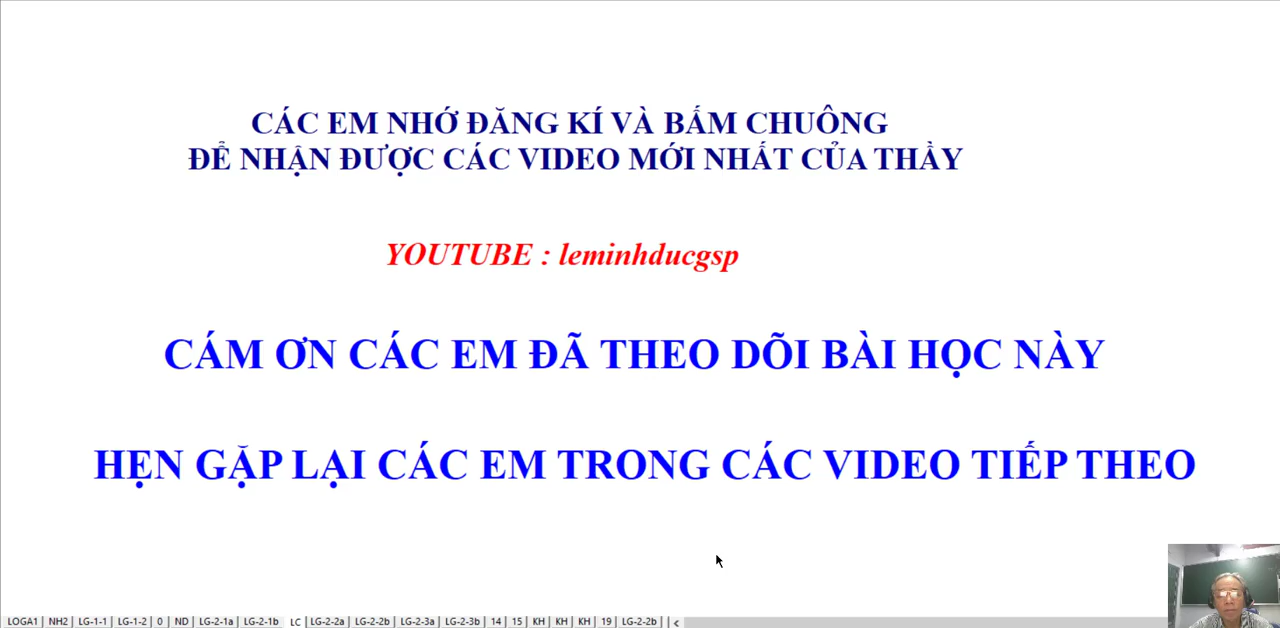 CÁC EM NHỚ ĐĂNG KÍ VÀ BẤM CHUÔNG
ĐỂ NHẬN ĐƯỢC CÁC VIDEO MỚI NHẤT CỦA THẦY
YOUTUBE : leminhducgsp
CÁM ƠN CÁC EM ĐÃ THEO DÕI BÀI HỌC NÀY
HẸN GẶP LẠI CÁC EM TRONG CÁC VIDEO TIẾP THEO
LOGA1 | NH2 | LG-1-1 | LG-1-2 | 0 | ND | LG-2-1a | LG-2-1b | LC | LG-2-2a | LG-2-2b | LG-2-3a | LG-2-3b | 14 | 15 | KH | KH | KH | 19 | LG-2-2b |